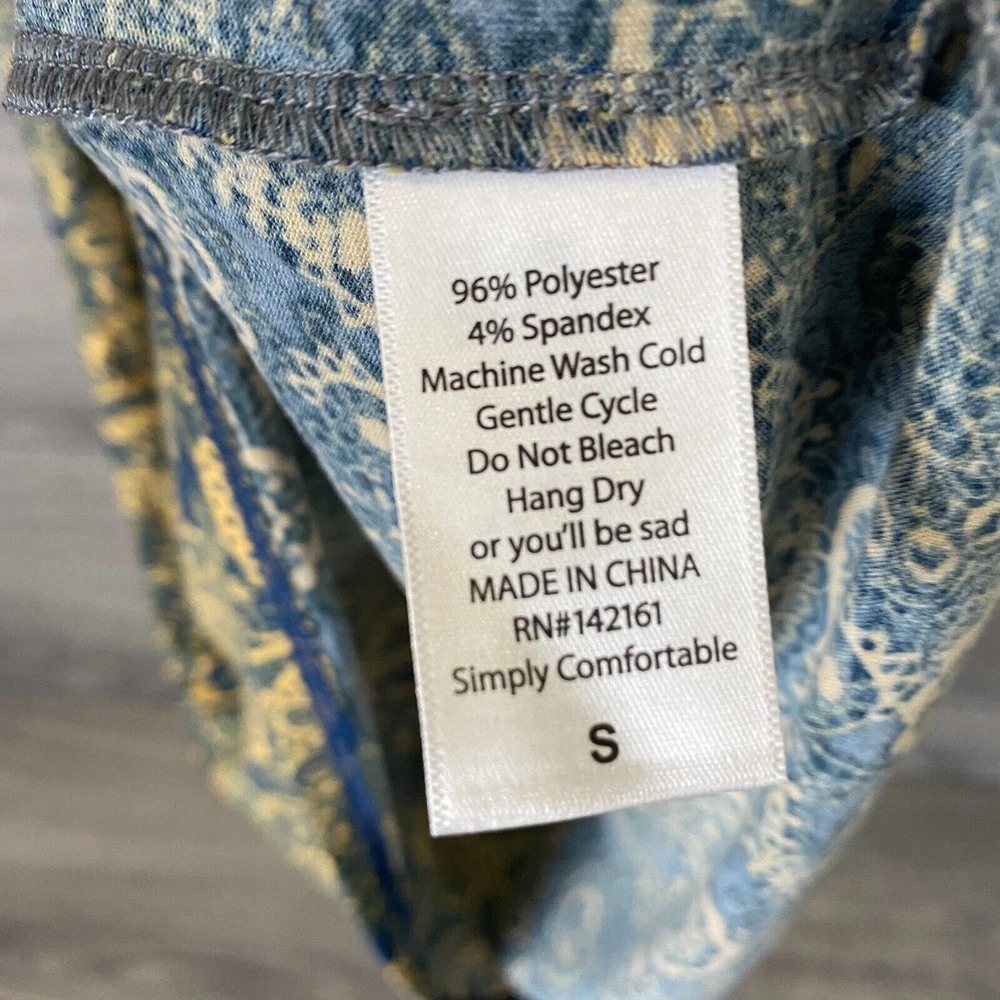 96% Polyester
4% Spandex
Machine Wash Cold
Gentle Cycle
Do Not Bleach
Hang Dry
or you'll be sad
MADE IN CHINA
RN#142161
Simply Comfortable
S